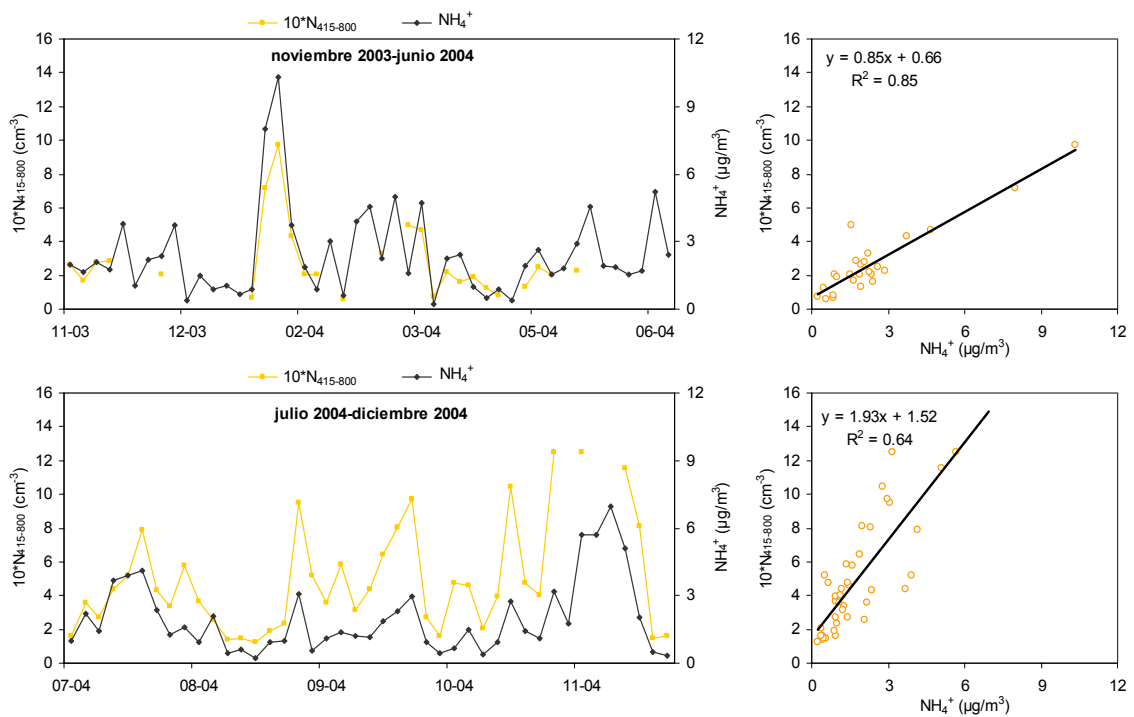 10*N415-800 NH4+
noviembre 2003-junio 2004
10*N415-800 (cm-3)
16
14
12
10
8
6
4
2
0
12
9
6
3
0
NH4+ (µg/m3)
11-03 12-03 02-04 03-04 05-04 06-04
y = 0.85x + 0.66
R2 = 0.85
10*N415-800 (cm-3)
16
14
12
10
8
6
4
2
0
0 3 6 9 12
NH4+ (µg/m3)
10*N415-800 NH4+
julio 2004-diciembre 2004
10*N415-800 (cm-3)
16
14
12
10
8
6
4
2
0
12
9
6
3
0
NH4+ (µg/m3)
07-04 08-04 09-04 10-04 11-04
y = 1.93x + 1.52
R2 = 0.64
10*N415-800 (cm-3)
16
14
12
10
8
6
4
2
0
0 3 6 9 12
NH4+ (µg/m3)